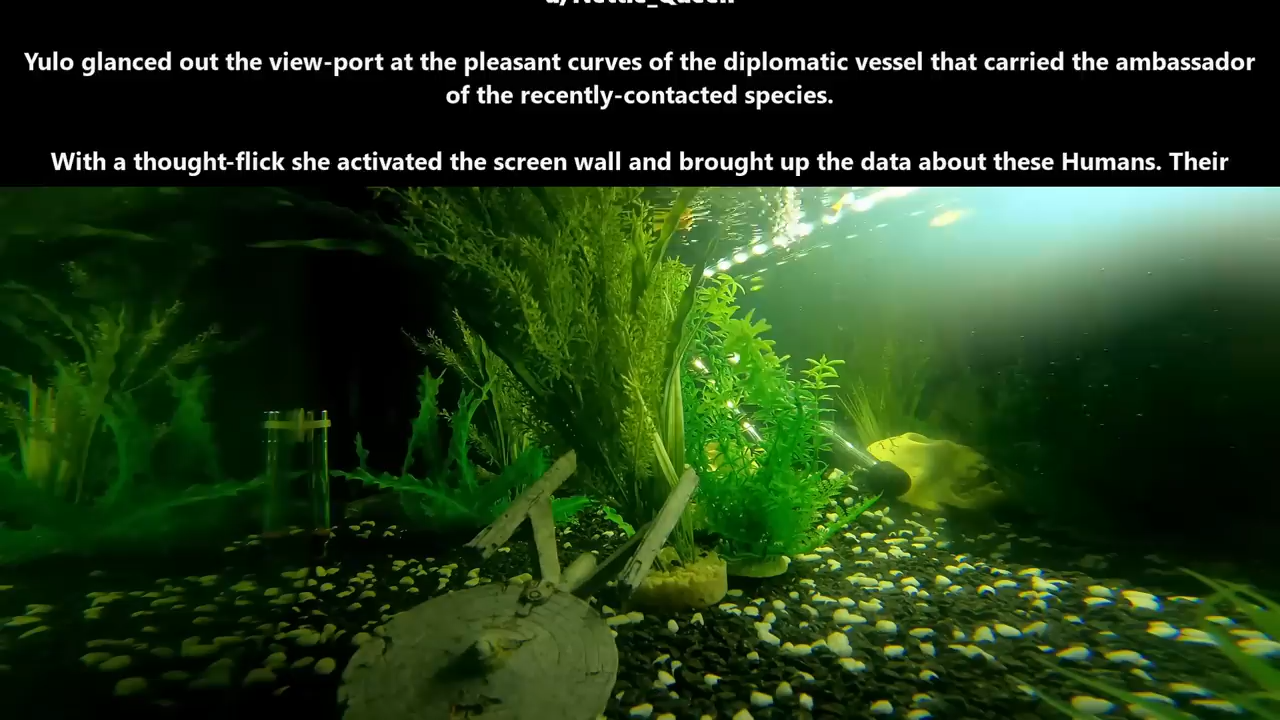 u/Nettle_Queen
Yulo glanced out the view-port at the pleasant curves of the diplomatic vessel that carried the ambassador
of the recently-contacted species.
With a thought-flick she activated the screen wall and brought up the data about these Humans. Their